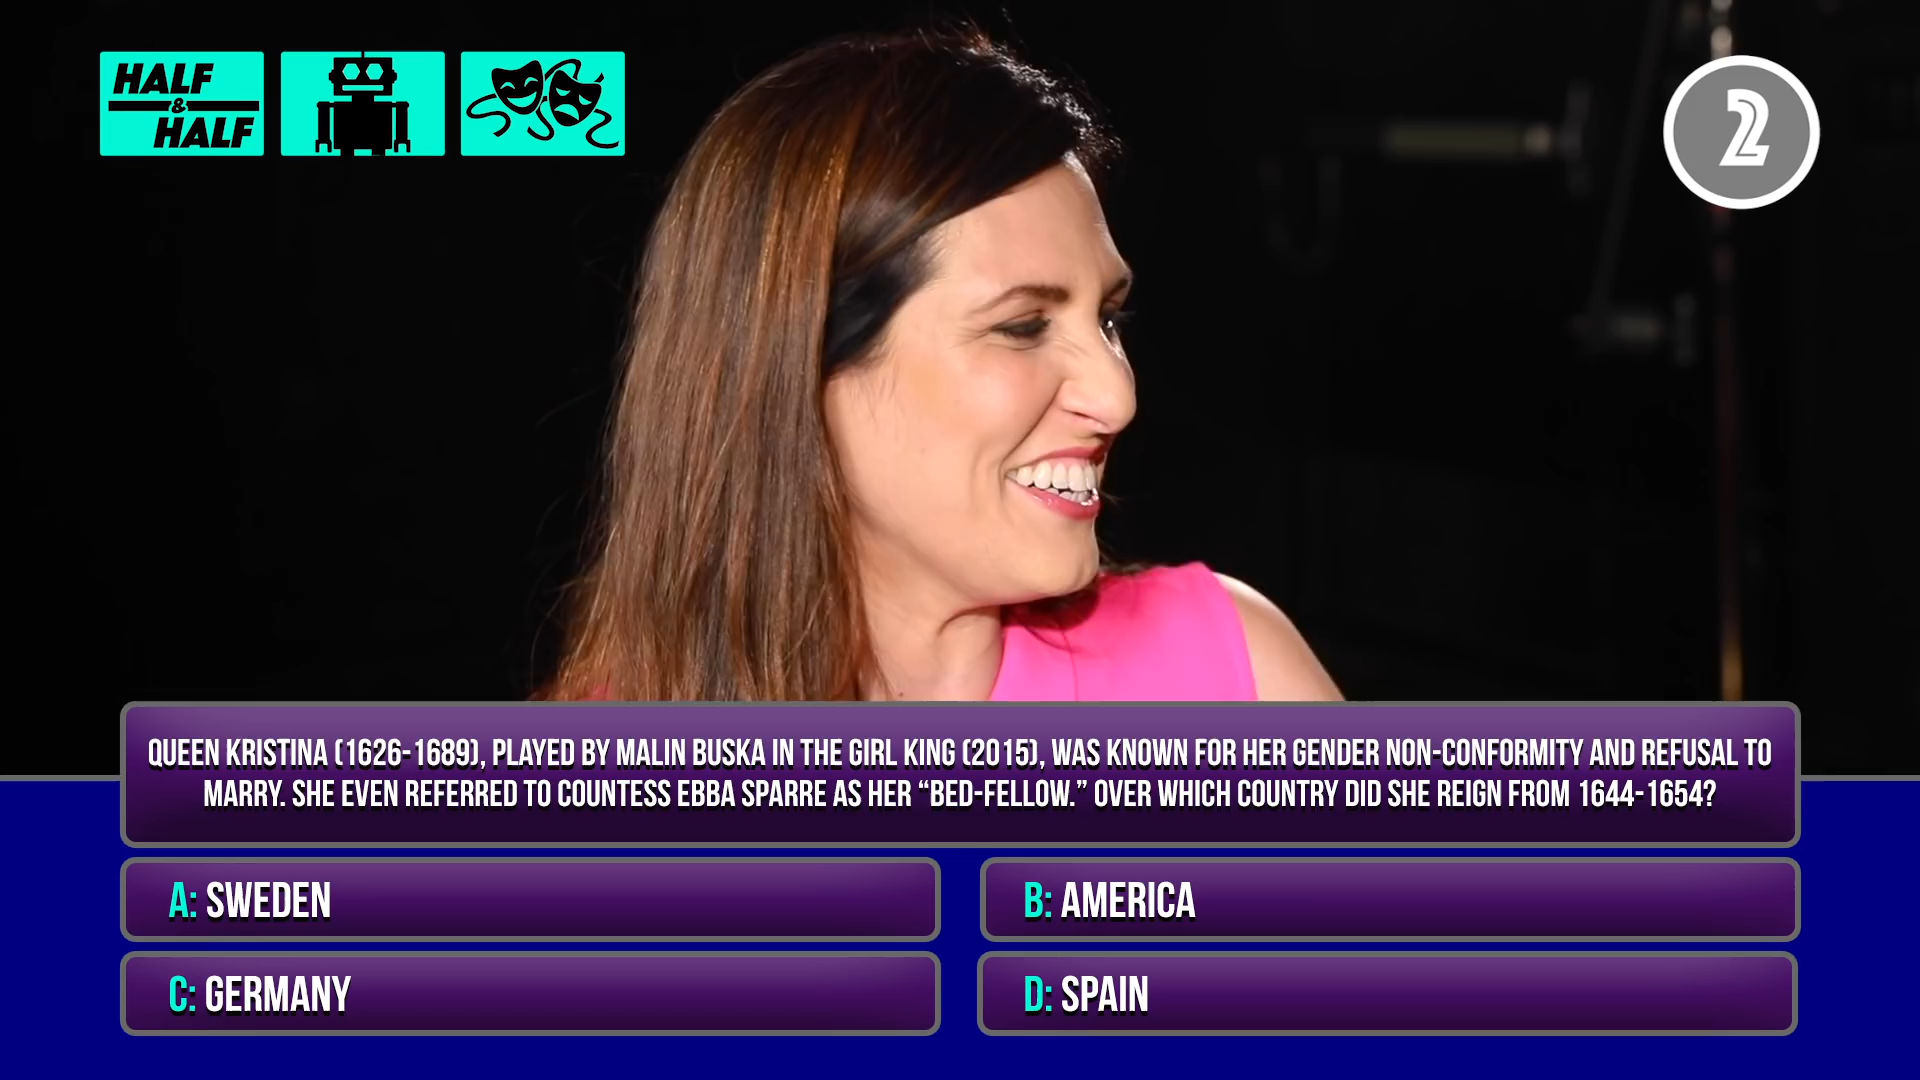 HALF
&
HALF
2
QUEEN KRISTINA (1626-1689), PLAYED BY MALIN BUSKA IN THE GIRL KING (2015), WAS KNOWN FOR HER GENDER NON-CONFORMITY AND REFUSAL TO
MARRY. SHE EVEN REFERRED TO COUNTESS EBBA SPARRE AS HER “BED-FELLOW.” OVER WHICH COUNTRY DID SHE REIGN FROM 1644-1654?
A: SWEDEN
B: AMERICA
C: GERMANY
D: SPAIN